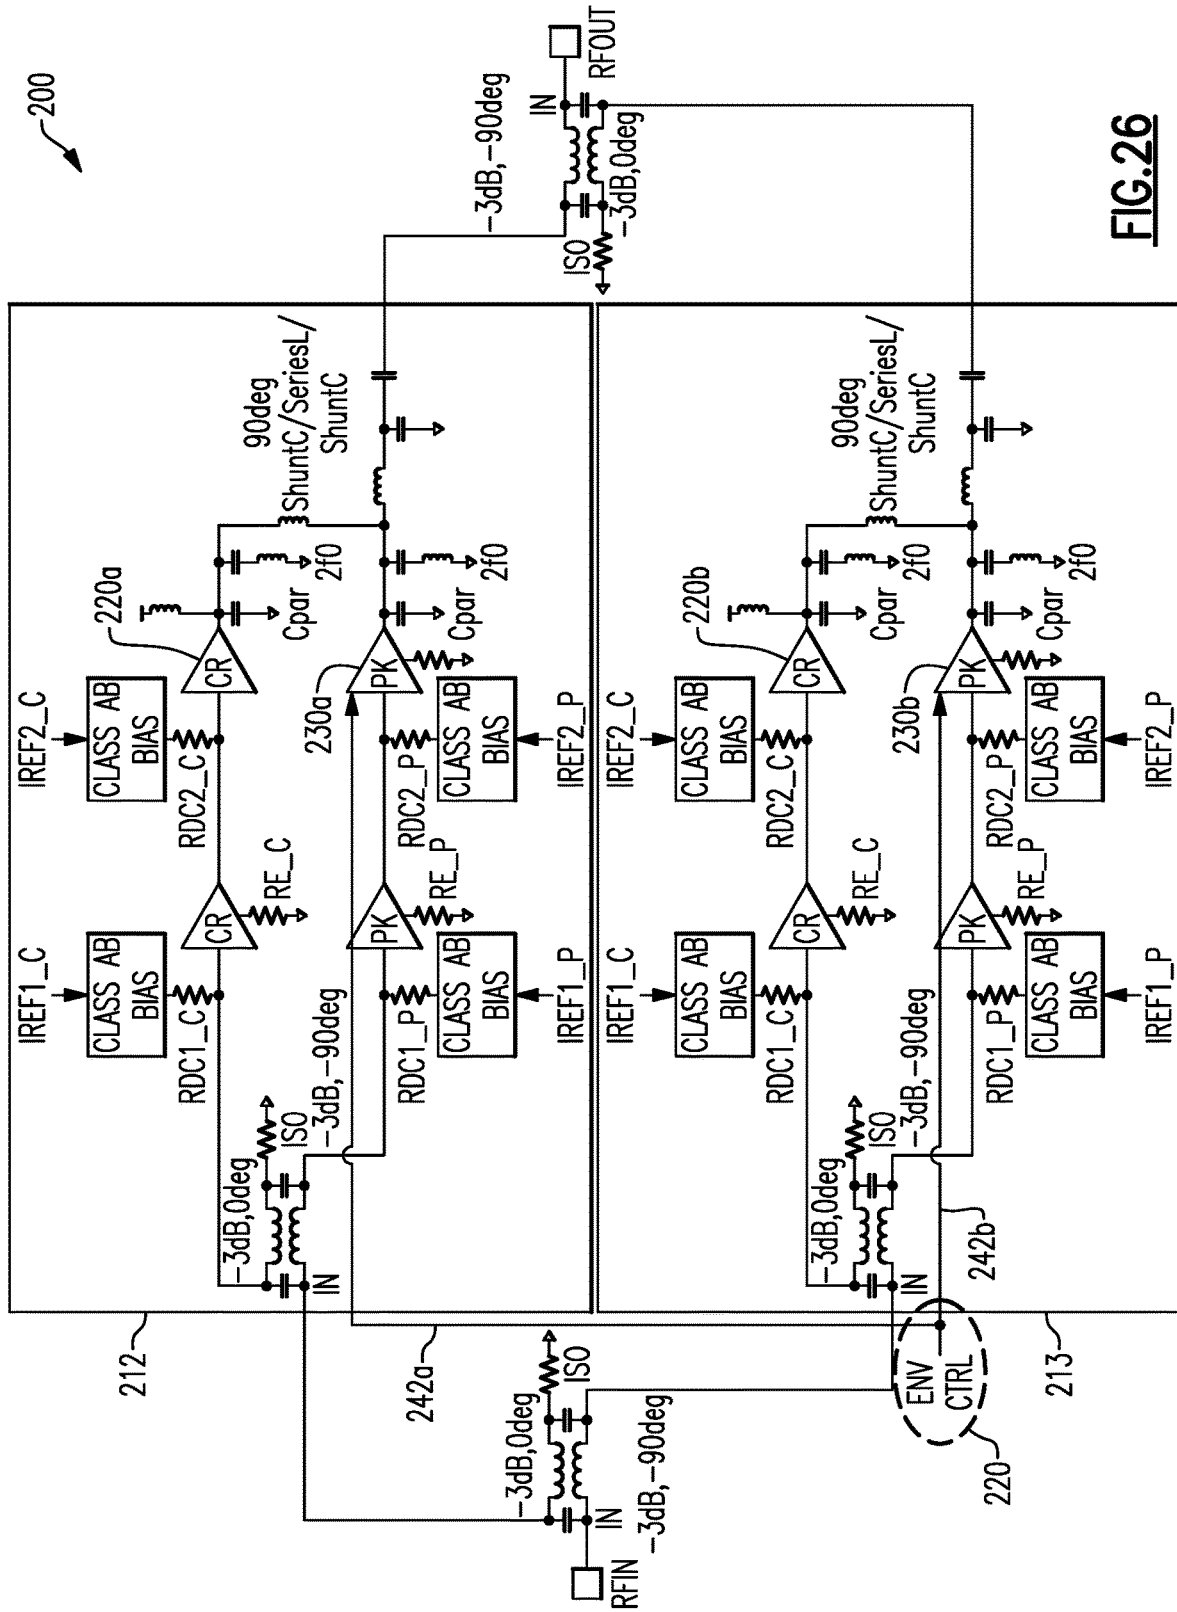 200
IREF1_C
IREF2_C
CLASS AB
BIAS
CLASS AB
BIAS
220a
RDC1_C
RDC2_C
CR
CR
RE_C
Cpar
2f0
90deg
ShuntC/SeriesL/
ShuntC
-3dB,0deg
ISO
IN
-3dB,-90deg
230a
PK
PK
RE_P
Cpar
2f0
RDC1_P
RDC2_P
CLASS AB
BIAS
CLASS AB
BIAS
IREF1_P
IREF2_P
212
242a
-3dB,0deg
ISO
IN
-3dB,-90deg
RFIN
-3dB,-90deg
IN
ISO
-3dB,0deg
RFOUT
IREF1_C
IREF2_C
CLASS AB
BIAS
CLASS AB
BIAS
220b
RDC1_C
RDC2_C
CR
CR
RE_C
Cpar
2f0
90deg
ShuntC/SeriesL/
ShuntC
-3dB,0deg
ISO
IN
-3dB,-90deg
230b
PK
PK
RE_P
Cpar
2f0
RDC1_P
RDC2_P
CLASS AB
BIAS
CLASS AB
BIAS
IREF1_P
IREF2_P
242b
ENV
CTRL
220
213
FIG.26